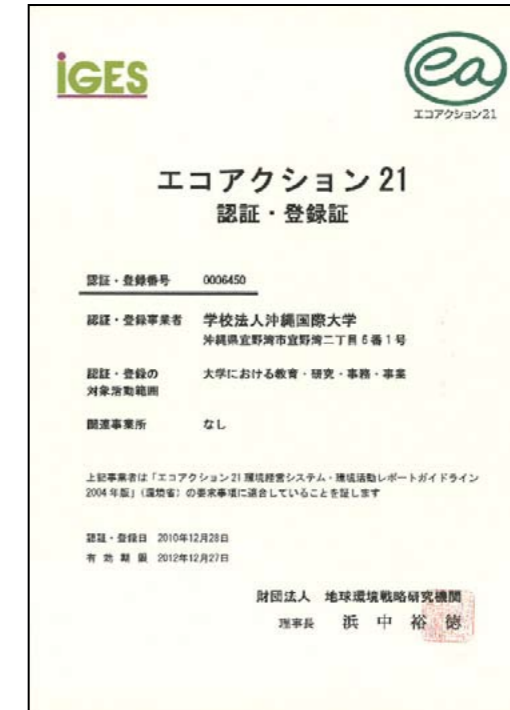 iGES
ea
エコアクション21
エコアクション 21
認証・登録証
認証・登録番号 0006450
認証・登録事業者 学校法人沖縄国際大学
沖縄県宜野湾市宜野湾二丁目6番1号
認証・登録の 大学における教育・研究・事務・事業
対象活動範囲
関連事業所 なし
上記事業者は「エコアクション21 環境経営システム・環境活動レポートガイドライン
2004年版」（環境省）の要求事項に適合していることを証します
認証・登録日 2010年12月28日
有効期限 2012年12月27日
財団法人 地球環境戦略研究機関
理事長 浜中裕徳